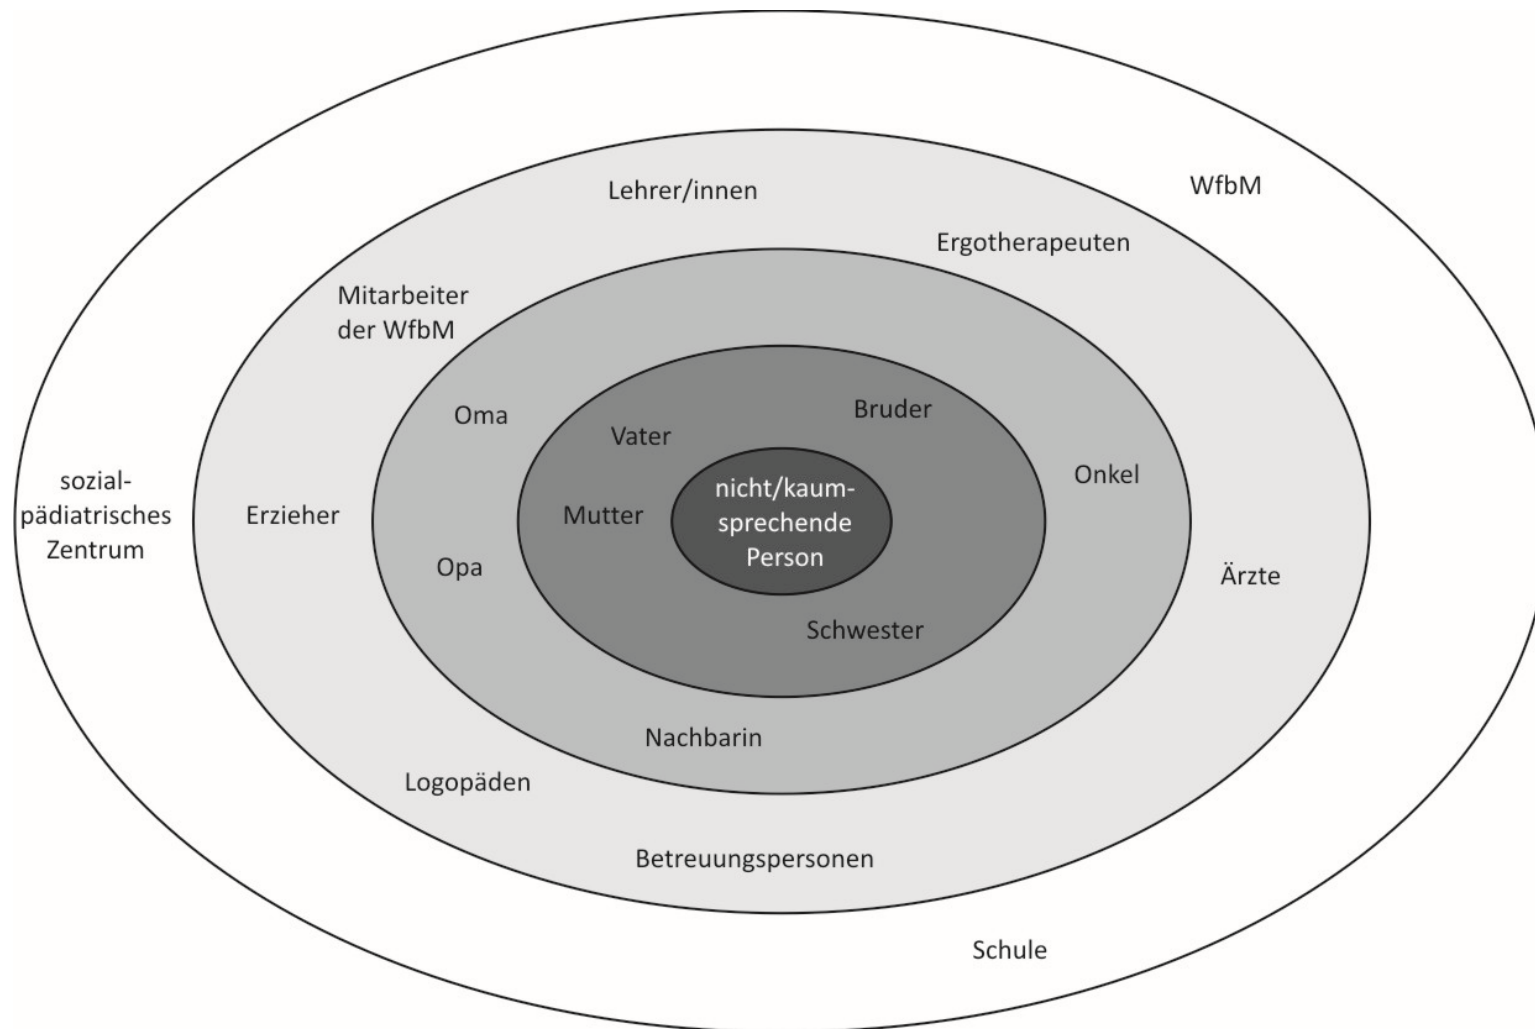 WfbM
Lehrer/innen
Ergotherapeuten
Mitarbeiter
der WfbM
Bruder
Oma
Vater
Onkel
sozial-
pädiatrisches
Zentrum
Erzieher
Mutter
nicht/kaum-
sprechende
Person
Opa
Ärzte
Schwester
Nachbarin
Logopäden
Betreuungspersonen
Schule